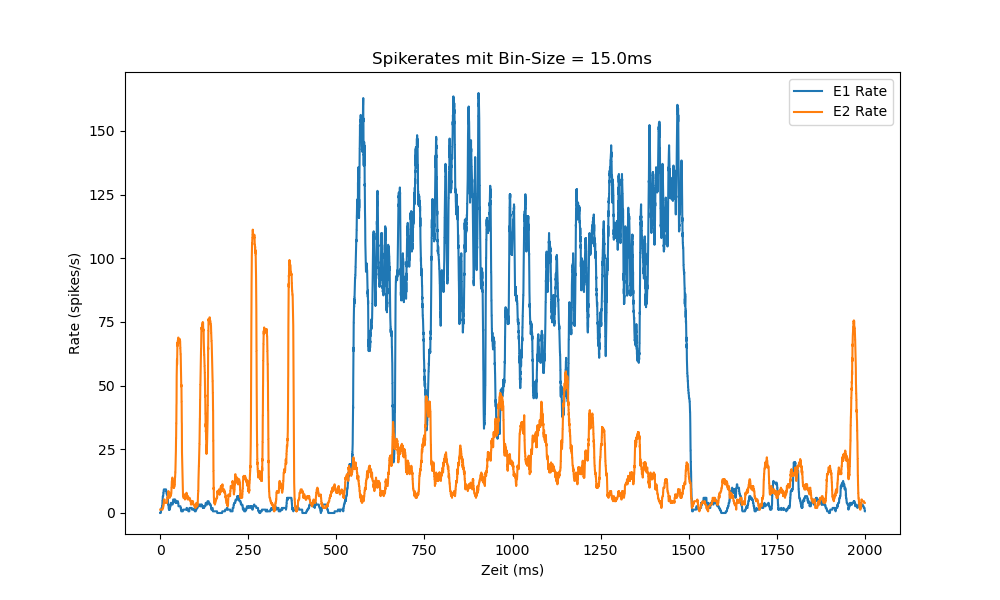 Spikerates mit Bin-Size = 15.0ms
E1 Rate
E2 Rate
Rate (spikes/s)
150
125
100
75
50
25
0
0 250 500 750 1000 1250 1500 1750 2000
Zeit (ms)